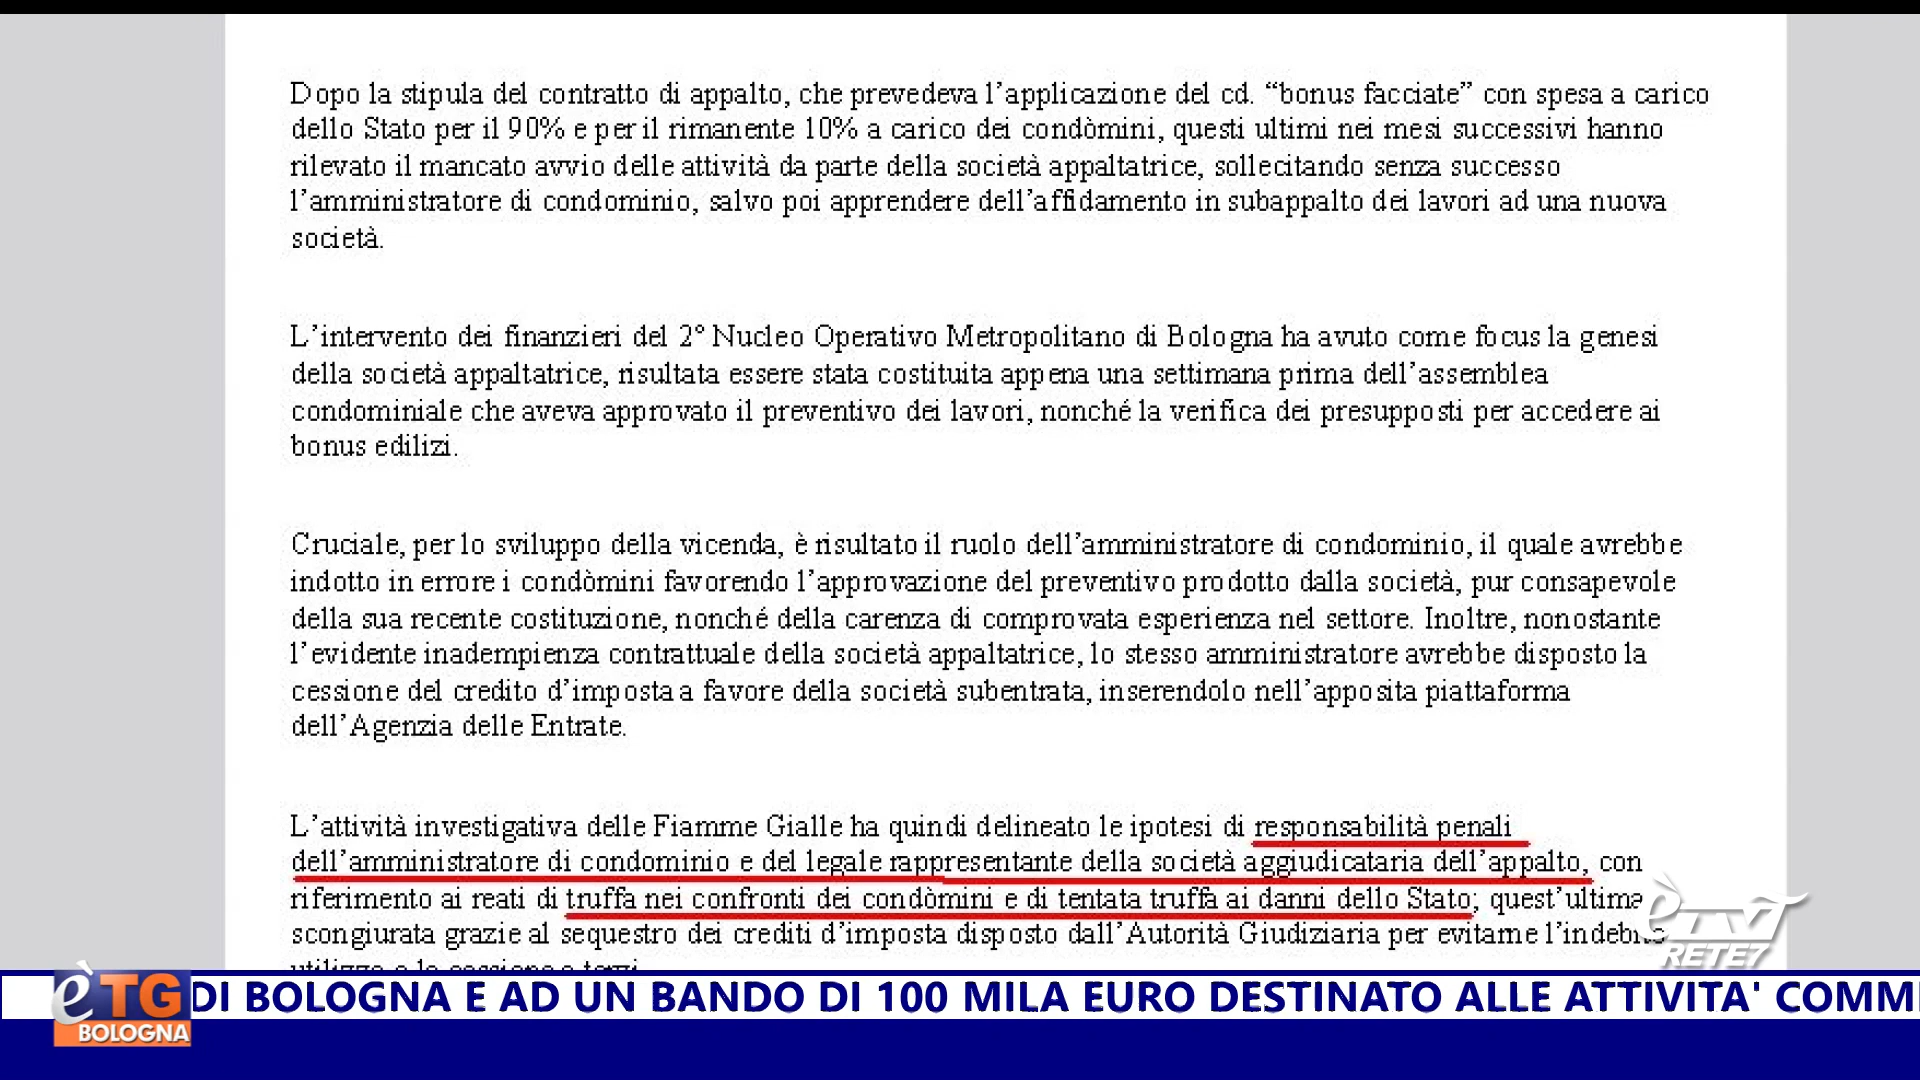 Dopo la stipula del contratto di appalto, che prevedeva l’applicazione del cd. “bonus facciate” con spesa a carico
dello Stato per il 90% e per il rimanente 10% a carico dei condòmini, questi ultimi nei mesi successivi hanno
rilevato il mancato avvio delle attività da parte della società appaltatrice, sollecitando senza successo
l’amministratore di condominio, salvo poi apprendere dell’affidamento in subappalto dei lavori ad una nuova
società.
L’intervento dei finanzieri del 2° Nucleo Operativo Metropolitano di Bologna ha avuto come focus la genesi
della società appaltatrice, risultata essere stata costituita appena una settimana prima dell’assemblea
condominiale che aveva approvato il preventivo dei lavori, nonché la verifica dei presupposti per accedere ai
bonus edilizi.
Cruciale, per lo sviluppo della vicenda, è risultato il ruolo dell’amministratore di condominio, il quale avrebbe
indotto in errore i condòmini favorendo l’approvazione del preventivo prodotto dalla società, pur consapevole
della sua recente costituzione, nonché della carenza di comprovata esperienza nel settore. Inoltre, nonostante
l’evidente inadempienza contrattuale della società appaltatrice, lo stesso amministratore avrebbe disposto la
cessione del credito d’imposta a favore della società subentrata, inserendolo nell’apposita piattaforma
dell’Agenzia delle Entrate.
L’attività investigativa delle Fiamme Gialle ha quindi delineato le ipotesi di responsabilità penali
dell’amministratore di condominio e del legale rappresentante della società aggiudicataria dell’appalto, con
riferimento ai reati di truffa nei confronti dei condòmini e di tentata truffa ai danni dello Stato; quest’ultima
scongiurata grazie al sequestro dei crediti d’imposta disposto dall’Autorità Giudiziaria per evitarne l’indebito
èTV
RETE7
èTG
BOLOGNA
DI BOLOGNA E AD UN BANDO DI 100 MILA EURO DESTINATO ALLE ATTIVITA' COMM